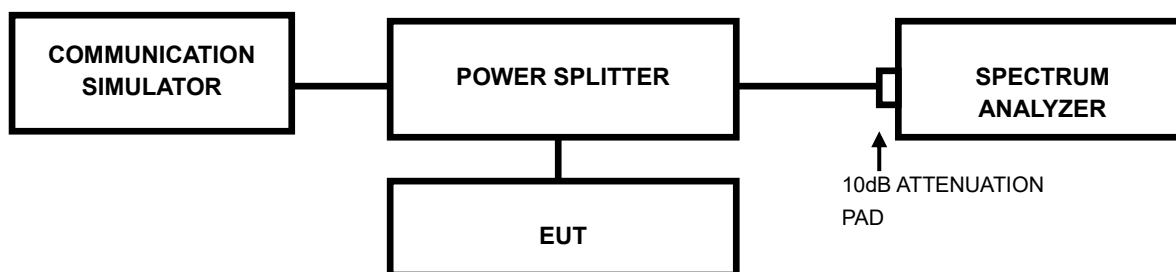 COMMUNICATION
SIMULATOR
POWER SPLITTER
SPECTRUM
ANALYZER
10dB ATTENUATION
PAD
EUT